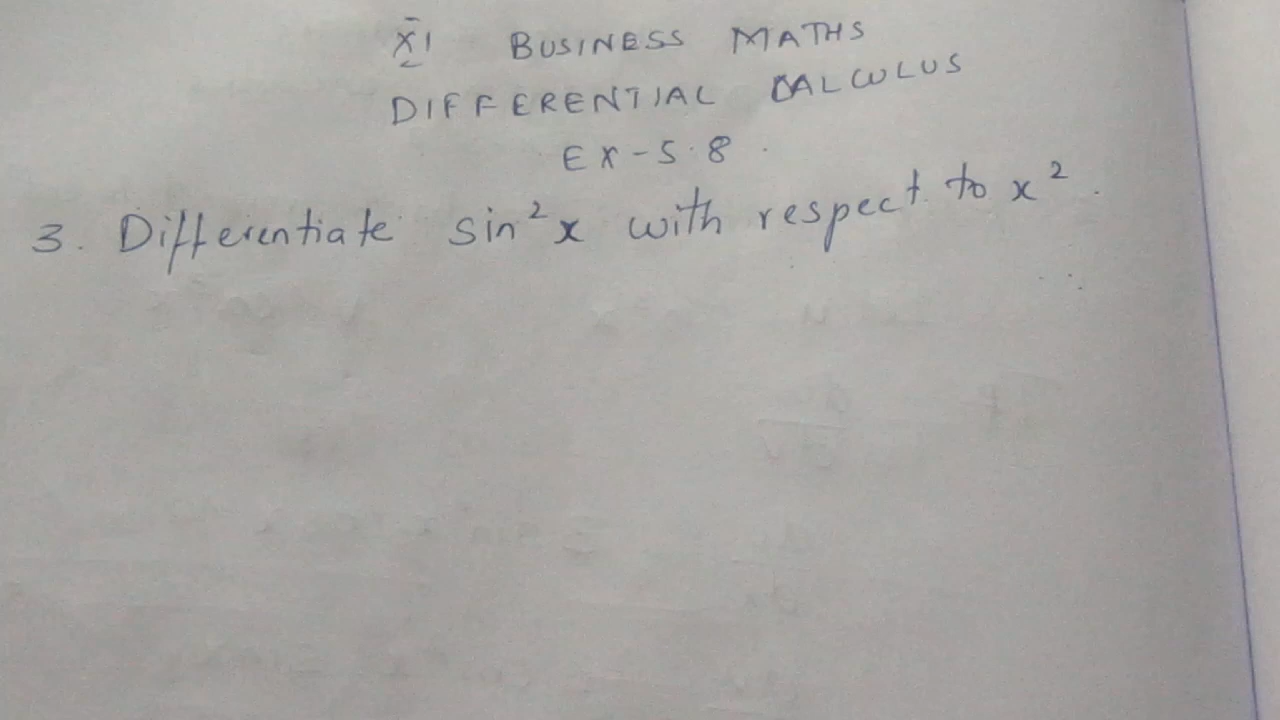 XI BUSINESS MATHS
DIFFERENTIAL CALCULUS
EX-5.8.
3. Differentiate sin²x with respect to x².